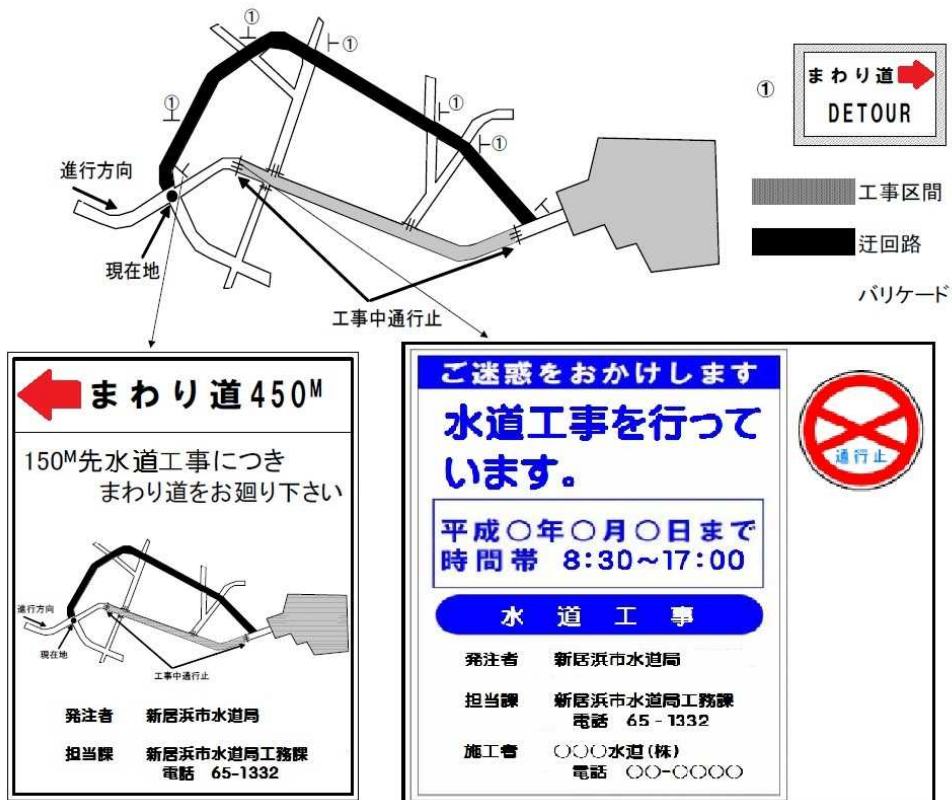 ①
①
①
①
①
①
まわり道
DETOUR
進行方向
現在地
工事中通行止
工事区間
迂回路
バリケード
まわり道450M
150M先水道工事につき
まわり道をお廻り下さい
進行方向
現在地
工事中通行止
発注者 新居浜市水道局
担当課 新居浜市水道局工務課
電話 65-1332
ご迷惑をおかけします
水道工事を行って
います。
平成○年○月○日まで
時間帯 8:30~17:00
水道工事
発注者 新居浜市水道局
担当課 新居浜市水道局工務課
電話 65-1332
施工者 ○○○水道(株)
電話 ○○-○○○○
通行止